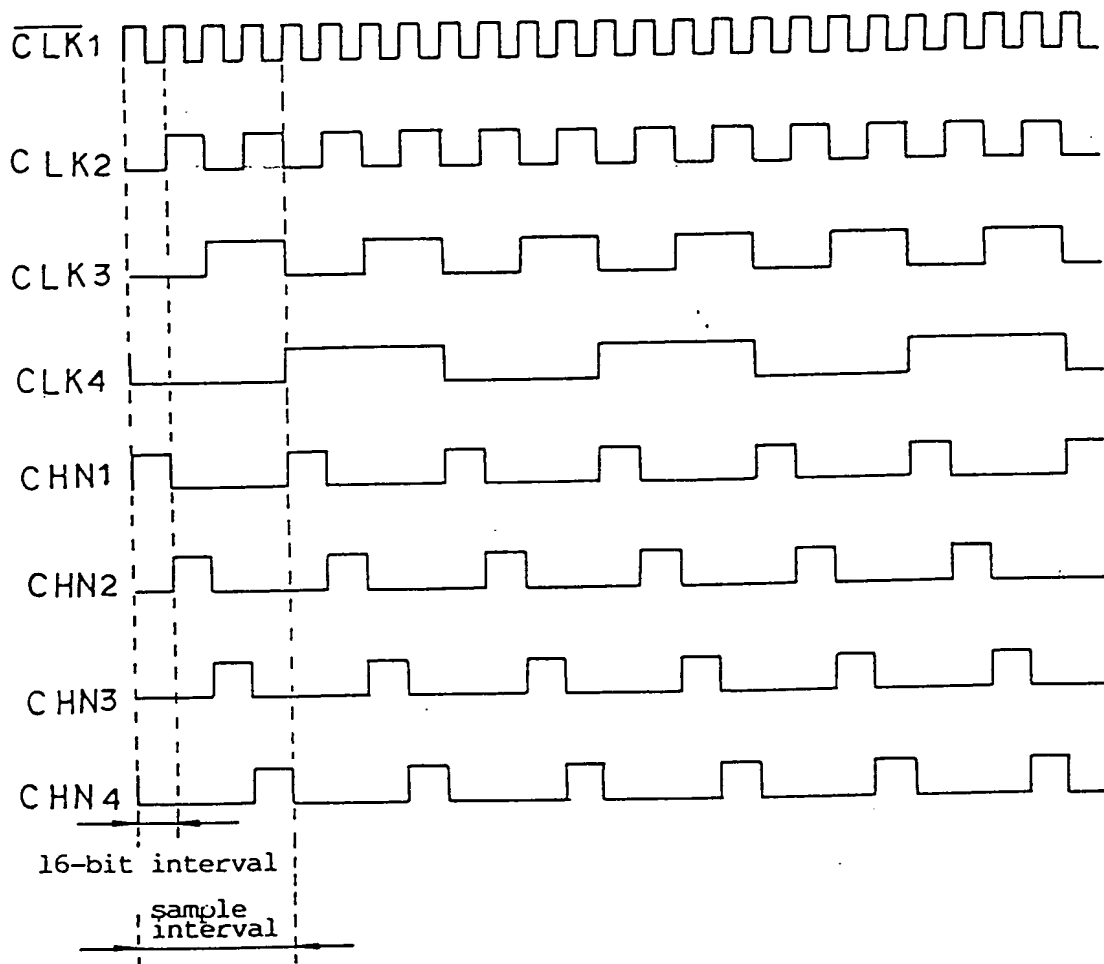 CLK1
CLK2
CLK3
CLK4
CHN1
CHN2
CHN3
CHN4
16-bit interval
sample
interval